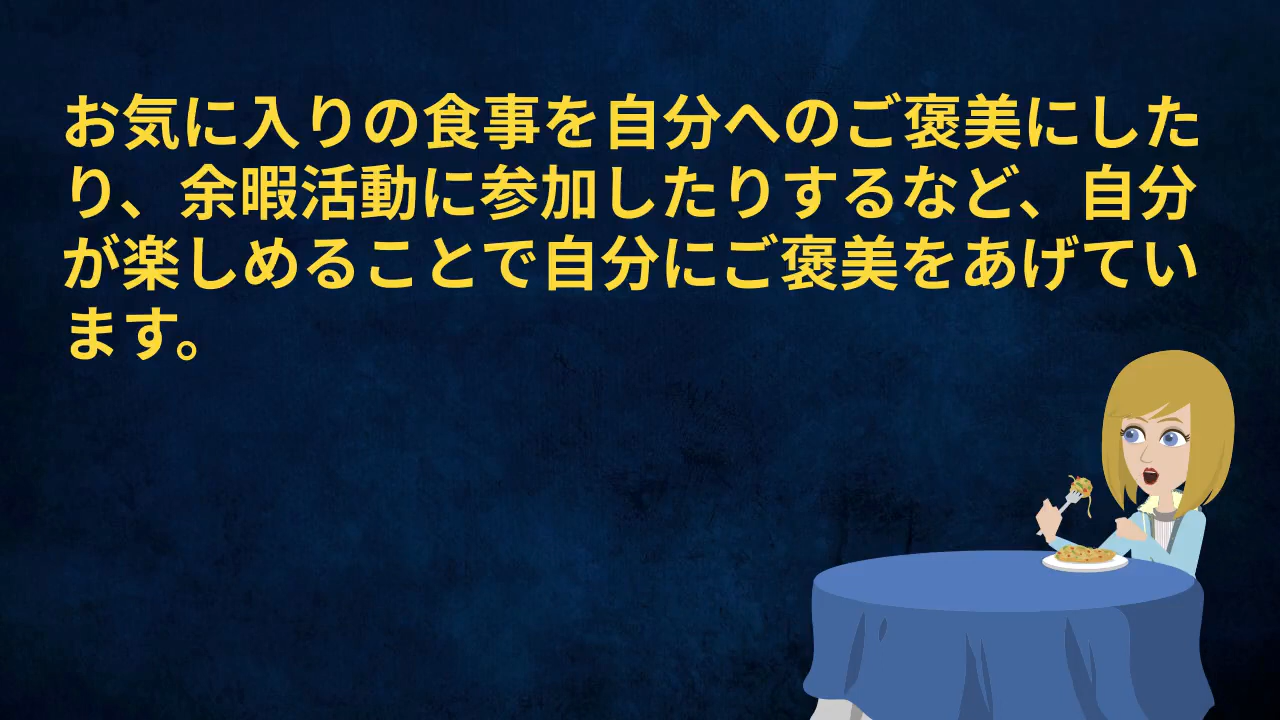 お気に入りの食事を自分へのご褒美にした
り、余暇活動に参加したりするなど、自分
が楽しめることで自分にご褒美をあげてい
ます。